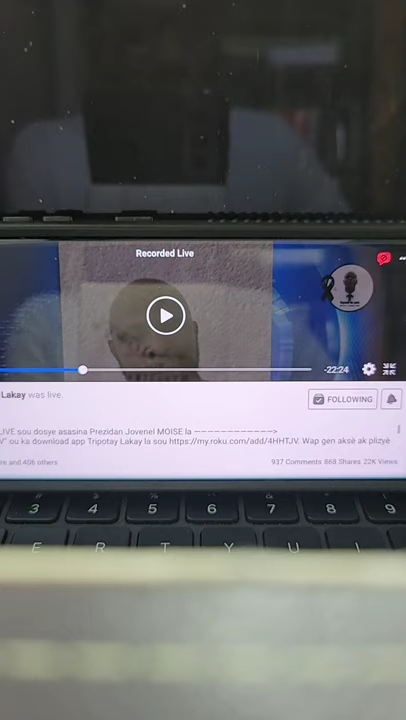 Recorded Live
-22:24
Lakay was live.
FOLLOWING
LIVE sou dosye asasina Prezidan Jovenel MOISE la ———————————>
V" ou ka download app Tripotay Lakay la sou https://my.roku.com/add/4HHTJV. Wap gen aksè ak plizyè
and 406 others
937 Comments 868 Shares 22K Views
3 4 5 6 7 8 9
E R T Y U I